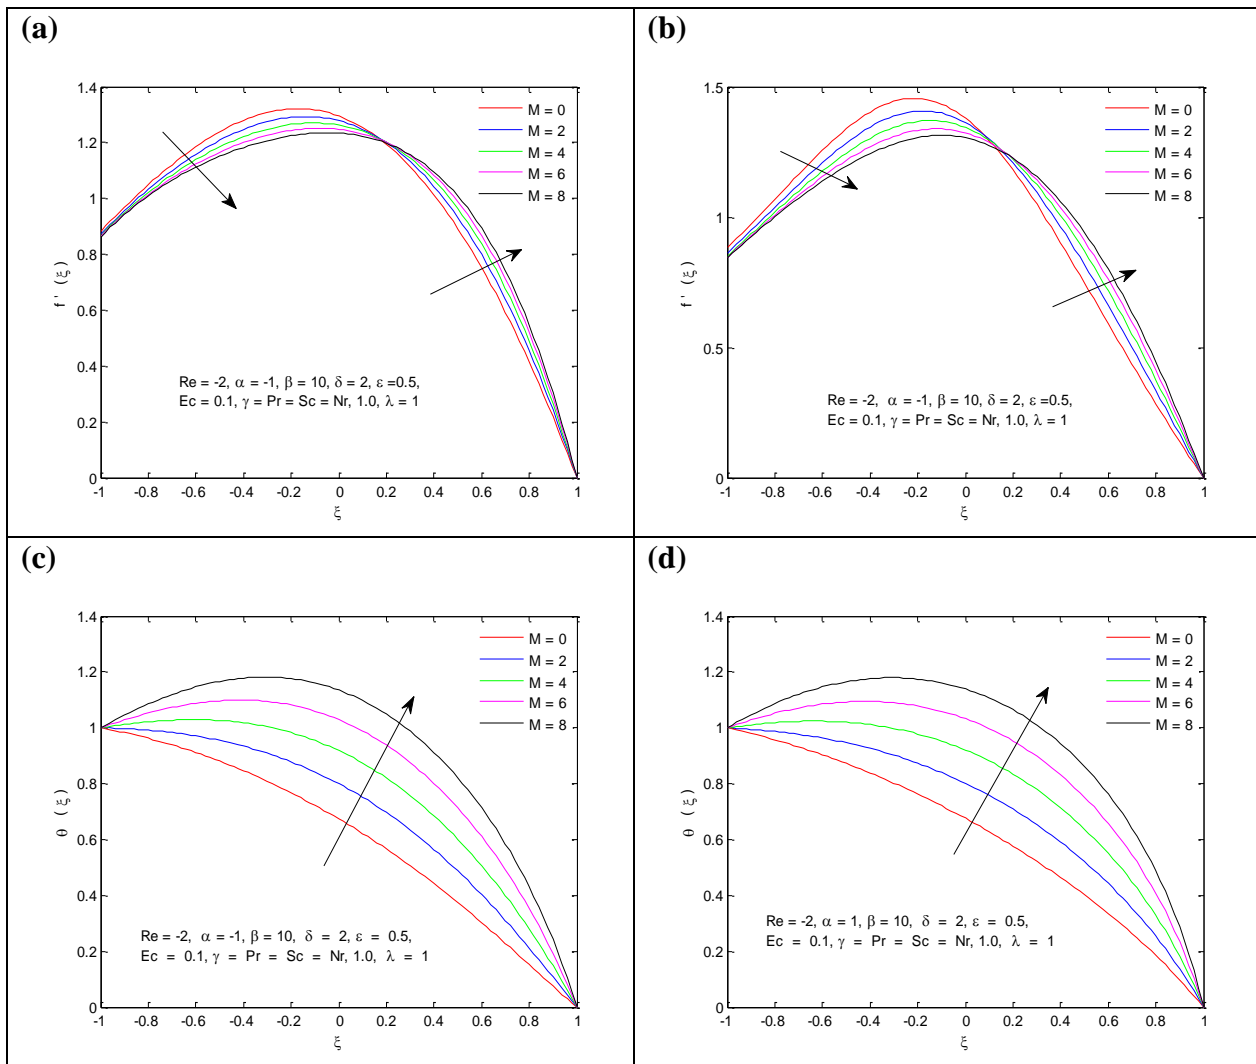 (a)
1.4
1.2
1
0.8
0.6
0.4
0.2
0
f ' (ξ)
M = 0
M = 2
M = 4
M = 6
M = 8
Re = -2, α = -1, β = 10, δ = 2, ε =0.5,
Ec = 0.1, γ = Pr = Sc = Nr, 1.0, λ = 1
-1 -0.8 -0.6 -0.4 -0.2 0 0.2 0.4 0.6 0.8 1
ξ
(b)
1.5
1
0.5
0
f ' (ξ)
M = 0
M = 2
M = 4
M = 6
M = 8
Re = -2, α = -1, β = 10, δ = 2, ε =0.5,
Ec = 0.1, γ = Pr = Sc = Nr, 1.0, λ = 1
-1 -0.8 -0.6 -0.4 -0.2 0 0.2 0.4 0.6 0.8 1
ξ
(c)
1.4
1.2
1
0.8
0.6
0.4
0.2
0
θ (ξ)
M = 0
M = 2
M = 4
M = 6
M = 8
Re = -2, α = -1, β = 10, δ = 2, ε = 0.5,
Ec = 0.1, γ = Pr = Sc = Nr, 1.0, λ = 1
-1 -0.8 -0.6 -0.4 -0.2 0 0.2 0.4 0.6 0.8 1
ξ
(d)
1.4
1.2
1
0.8
0.6
0.4
0.2
0
θ (ξ)
M = 0
M = 2
M = 4
M = 6
M = 8
Re = -2, α = 1, β = 10, δ = 2, ε = 0.5,
Ec = 0.1, γ = Pr = Sc = Nr, 1.0, λ = 1
-1 -0.8 -0.6 -0.4 -0.2 0 0.2 0.4 0.6 0.8 1
ξ